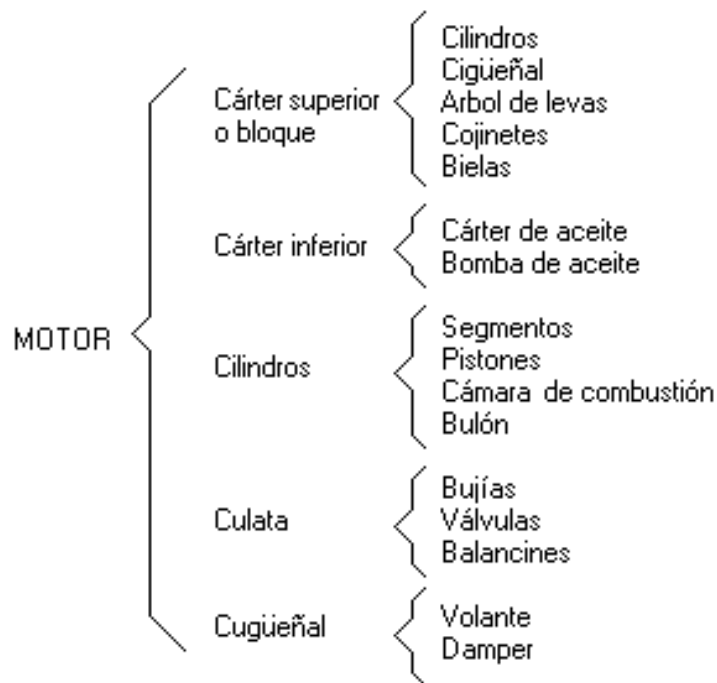 MOTOR
Cárter superior
o bloque
Cilindros
Cigüeñal
Arbol de levas
Cojinetes
Bielas
Cárter inferior
Cárter de aceite
Bomba de aceite
Cilindros
Segmentos
Pistones
Cámara de combustión
Bulón
Culata
Bujías
Válvulas
Balancines
Cugüeñal
Volante
Damper